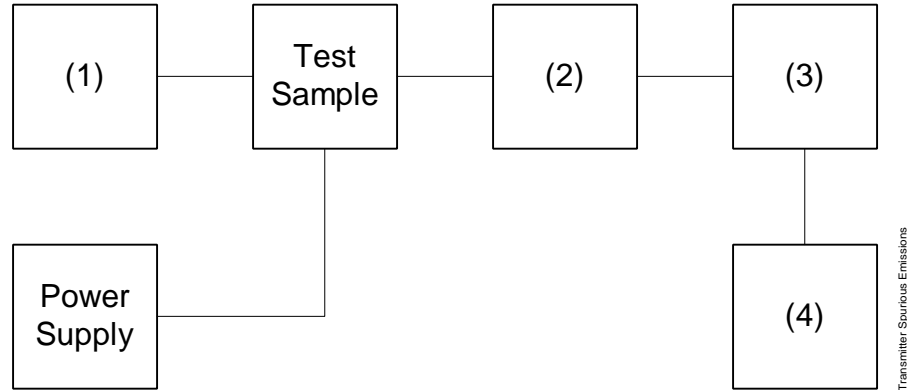 (1)
Test
Sample
(2)
(3)
Power
Supply
(4)
Transmitter Spurious Emissions